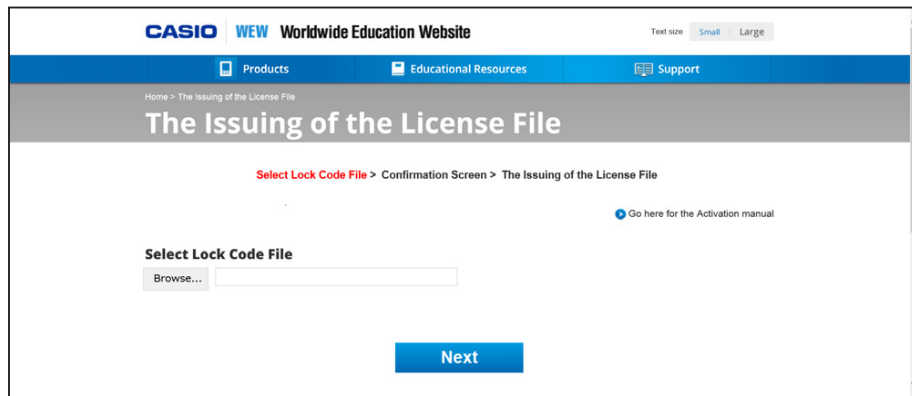 CASIO WEW Worldwide Education Website
Text size Small Large
Products Educational Resources Support
Home > The Issuing of the License File
The Issuing of the License File
Select Lock Code File > Confirmation Screen > The Issuing of the License File
Go here for the Activation manual
Select Lock Code File
Browse...
Next